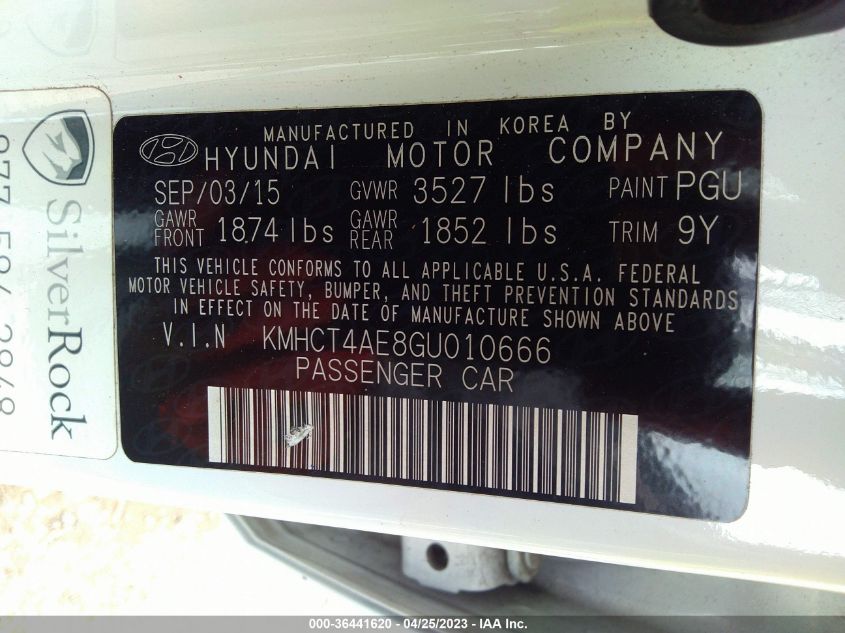 MANUFACTURED IN KOREA BY
HYUNDAI MOTOR COMPANY
SEP/03/15 GVWR 3527 lbs PAINT PGU
GAWR FRONT 1874 lbs GAWR REAR 1852 lbs TRIM 9Y
THIS VEHICLE CONFORMS TO ALL APPLICABLE U.S.A. FEDERAL
MOTOR VEHICLE SAFETY, BUMPER, AND THEFT PREVENTION STANDARDS
IN EFFECT ON THE DATE OF MANUFACTURE SHOWN ABOVE
V.I.N KMHCT4AE8GU010666
PASSENGER CAR
SilverRock
000-36441620 - 04/25/2023 - IAA Inc.